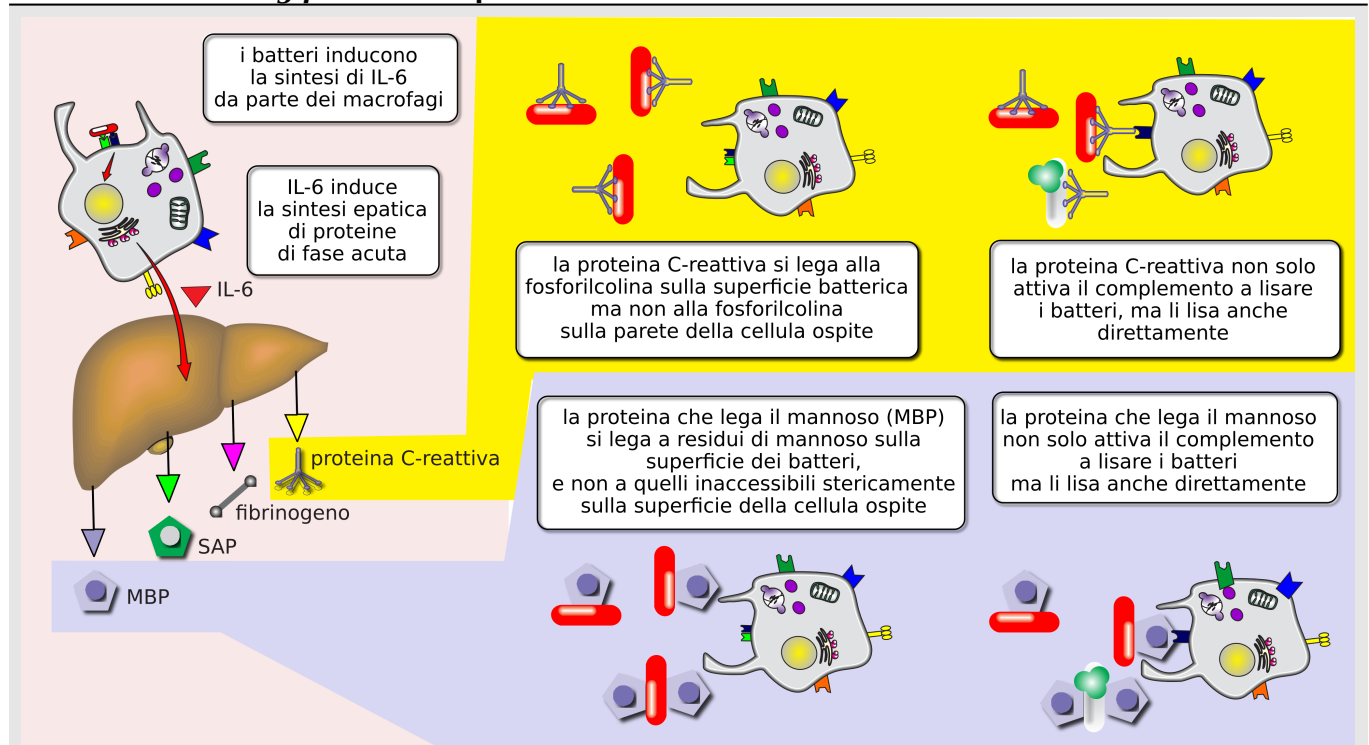 i batteri inducono
la sintesi di IL-6
da parte dei macrofagi
IL-6 induce
la sintesi epatica
di proteine
di fase acuta
IL-6
proteina C-reattiva
fibrinogeno
SAP
MBP
la proteina C-reattiva si lega alla
fosforilcolina sulla superficie batterica
ma non alla fosforilcolina
sulla parete della cellula ospite
la proteina C-reattiva non solo
attiva il complemento a lisare
i batteri, ma li lisa anche
direttamente
la proteina che lega il mannoso (MBP)
si lega a residui di mannoso sulla
superficie dei batteri,
e non a quelli inaccessibili stericamente
sulla superficie della cellula ospite
la proteina che lega il mannoso
non solo attiva il complemento
a lisare i batteri
ma li lisa anche direttamente